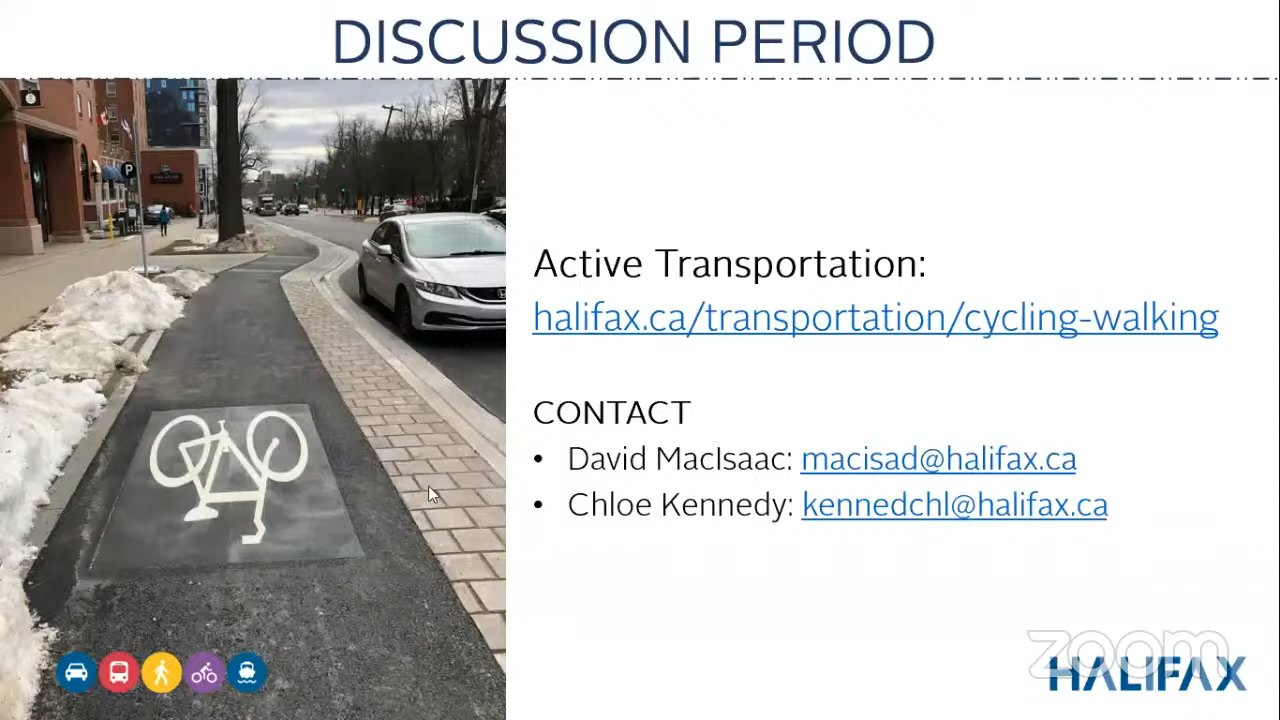 DISCUSSION PERIOD
P
Active Transportation:
halifax.ca/transportation/cycling-walking
CONTACT
• David MacIsaac: macisad@halifax.ca
• Chloe Kennedy: kennedchl@halifax.ca
zoom
HALIFAX